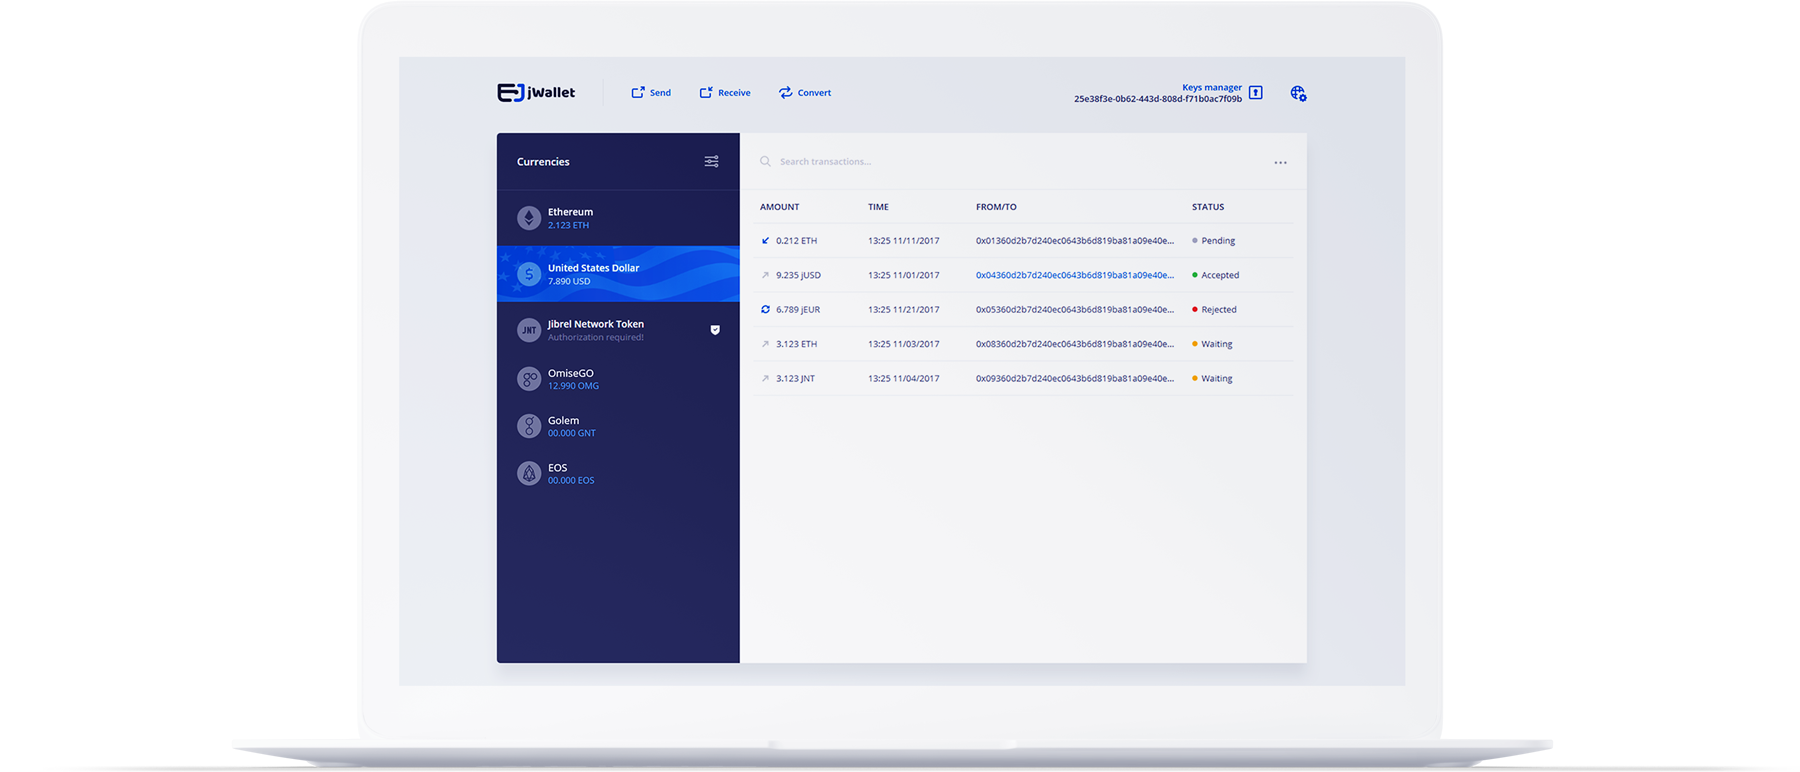 jWallet
Send
Receive
Convert
Keys manager
25e38f3e-0b62-443d-808d-f71b0ac7f09b
Currencies
Ethereum
2.123 ETH
$
United States Dollar
7.890 USD
JNT
Jibrel Network Token
Authorization required!
OmiseGO
12.990 OMG
Golem
00.000 GNT
EOS
00.000 EOS
Search transactions...
AMOUNT TIME FROM/TO STATUS
0.212 ETH 13:25 11/11/2017 0x01360d2b7d240ec0643b6d819ba81a09e40e... Pending
9.235 jUSD 13:25 11/01/2017 0x04360d2b7d240ec0643b6d819ba81a09e40e... Accepted
6.789 jEUR 13:25 11/21/2017 0x05360d2b7d240ec0643b6d819ba81a09e40e... Rejected
3.123 ETH 13:25 11/03/2017 0x08360d2b7d240ec0643b6d819ba81a09e40e... Waiting
3.123 JNT 13:25 11/04/2017 0x09360d2b7d240ec0643b6d819ba81a09e40e... Waiting